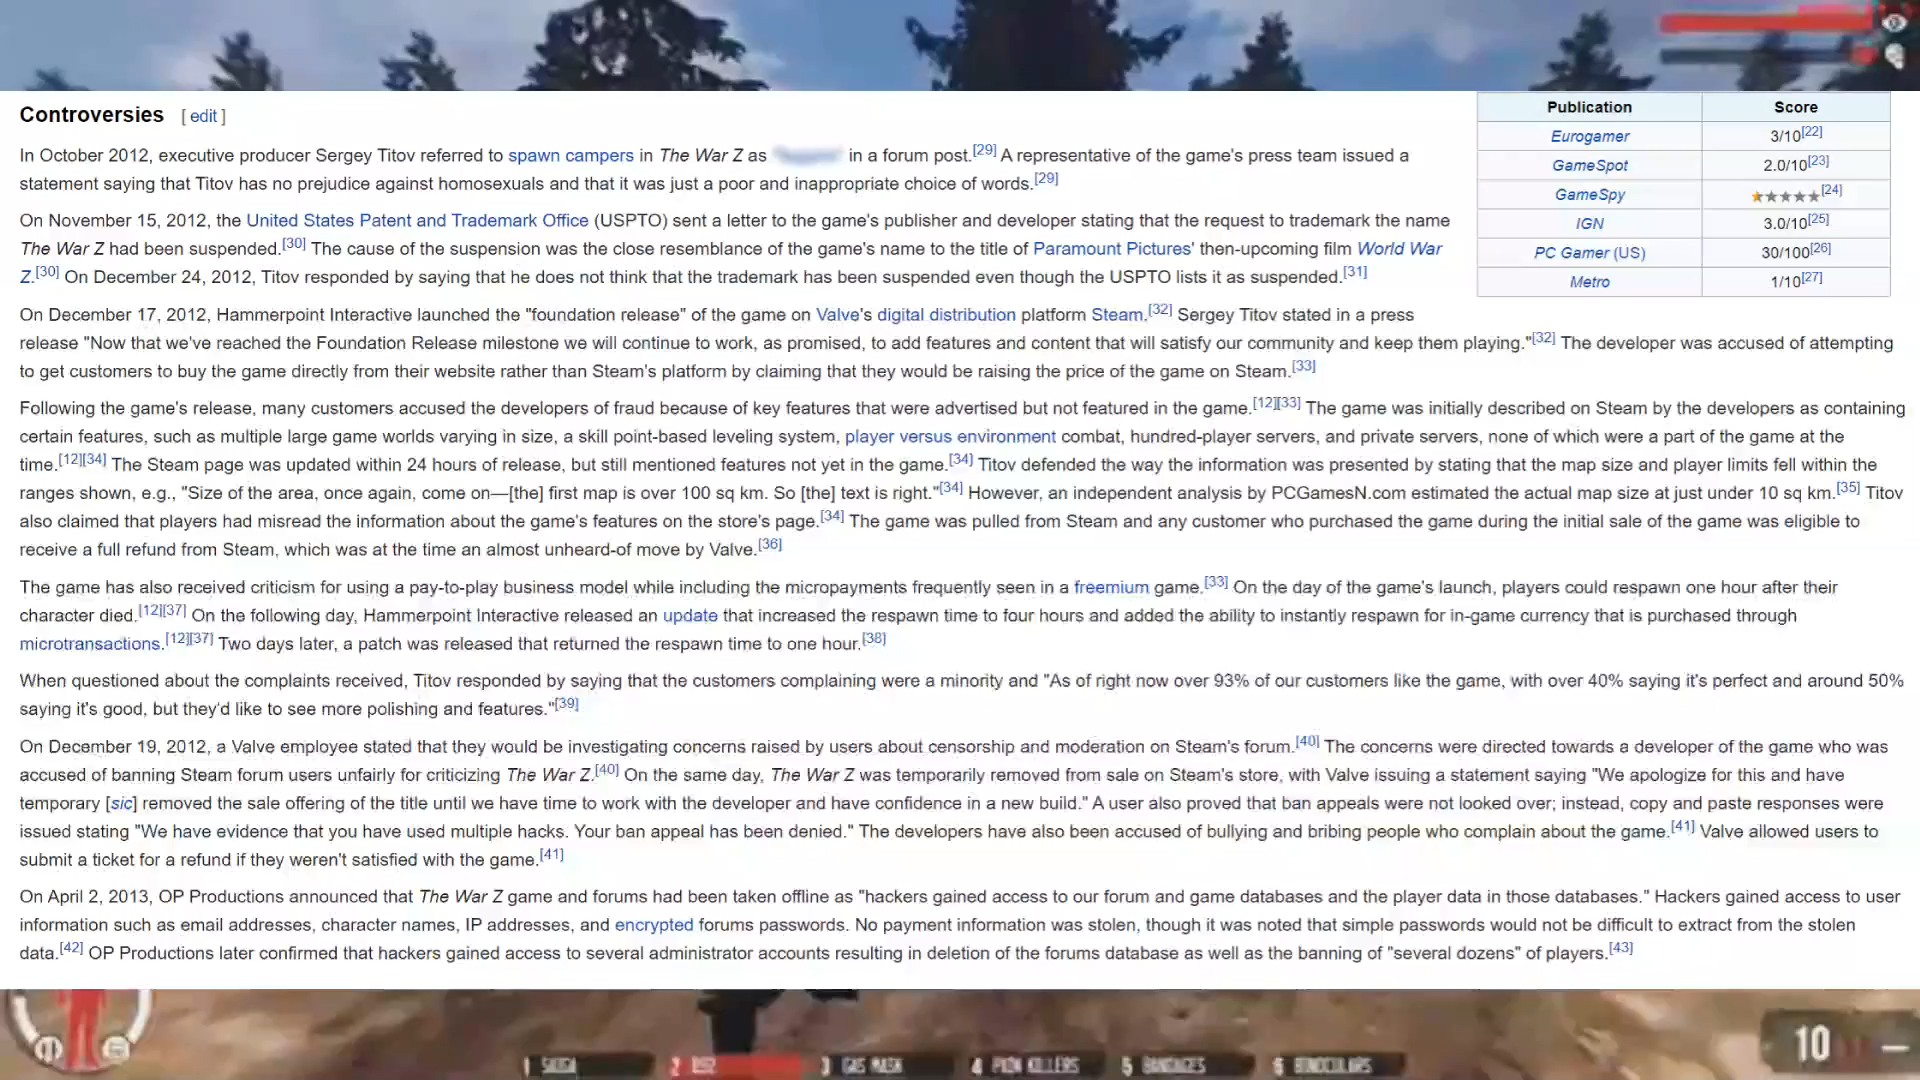 Controversies [ edit ]
In October 2012, executive producer Sergey Titov referred to spawn campers in The War Z as in a forum post.[29] A representative of the game's press team issued a
statement saying that Titov has no prejudice against homosexuals and that it was just a poor and inappropriate choice of words.[29]
On November 15, 2012, the United States Patent and Trademark Office (USPTO) sent a letter to the game's publisher and developer stating that the request to trademark the name
The War Z had been suspended.[30] The cause of the suspension was the close resemblance of the game's name to the title of Paramount Pictures' then-upcoming film World War
Z.[30] On December 24, 2012, Titov responded by saying that he does not think that the trademark has been suspended even though the USPTO lists it as suspended.[31]
Publication Score
Eurogamer 3/10[22]
GameSpot 2.0/10[23]
GameSpy ★★★★★[24]
IGN 3.0/10[25]
PC Gamer (US) 30/100[26]
Metro 1/10[27]
On December 17, 2012, Hammerpoint Interactive launched the "foundation release" of the game on Valve's digital distribution platform Steam.[32] Sergey Titov stated in a press
release "Now that we've reached the Foundation Release milestone we will continue to work, as promised, to add features and content that will satisfy our community and keep them playing."[32] The developer was accused of attempting
to get customers to buy the game directly from their website rather than Steam's platform by claiming that they would be raising the price of the game on Steam.[33]
Following the game's release, many customers accused the developers of fraud because of key features that were advertised but not featured in the game.[12][33] The game was initially described on Steam by the developers as containing
certain features, such as multiple large game worlds varying in size, a skill point-based leveling system, player versus environment combat, hundred-player servers, and private servers, none of which were a part of the game at the
time.[12][34] The Steam page was updated within 24 hours of release, but still mentioned features not yet in the game.[34] Titov defended the way the information was presented by stating that the map size and player limits fell within the
ranges shown, e.g., "Size of the area, once again, come on—[the] first map is over 100 sq km. So [the] text is right."[34] However, an independent analysis by PCGamesN.com estimated the actual map size at just under 10 sq km.[35] Titov
also claimed that players had misread the information about the game's features on the store's page.[34] The game was pulled from Steam and any customer who purchased the game during the initial sale of the game was eligible to
receive a full refund from Steam, which was at the time an almost unheard-of move by Valve.[36]
The game has also received criticism for using a pay-to-play business model while including the micropayments frequently seen in a freemium game.[33] On the day of the game's launch, players could respawn one hour after their
character died.[12][37] On the following day, Hammerpoint Interactive released an update that increased the respawn time to four hours and added the ability to instantly respawn for in-game currency that is purchased through
microtransactions.[12][37] Two days later, a patch was released that returned the respawn time to one hour.[38]
When questioned about the complaints received, Titov responded by saying that the customers complaining were a minority and "As of right now over 93% of our customers like the game, with over 40% saying it's perfect and around 50%
saying it's good, but they'd like to see more polishing and features."[39]
On December 19, 2012, a Valve employee stated that they would be investigating concerns raised by users about censorship and moderation on Steam's forum.[40] The concerns were directed towards a developer of the game who was
accused of banning Steam forum users unfairly for criticizing The War Z.[40] On the same day, The War Z was temporarily removed from sale on Steam's store, with Valve issuing a statement saying "We apologize for this and have
temporary [sic] removed the sale offering of the title until we have time to work with the developer and have confidence in a new build." A user also proved that ban appeals were not looked over; instead, copy and paste responses were
issued stating "We have evidence that you have used multiple hacks. Your ban appeal has been denied." The developers have also been accused of bullying and bribing people who complain about the game.[41] Valve allowed users to
submit a ticket for a refund if they weren't satisfied with the game.[41]
On April 2, 2013, OP Productions announced that The War Z game and forums had been taken offline as "hackers gained access to our forum and game databases and the player data in those databases." Hackers gained access to user
information such as email addresses, character names, IP addresses, and encrypted forums passwords. No payment information was stolen, though it was noted that simple passwords would not be difficult to extract from the stolen
data.[42] OP Productions later confirmed that hackers gained access to several administrator accounts resulting in deletion of the forums database as well as the banning of "several dozens" of players.[43]
1 SAIGA 2 3 GAS MASK 4 PAIN KILLERS 5 BANDAGES 6 BINOCULARS
10